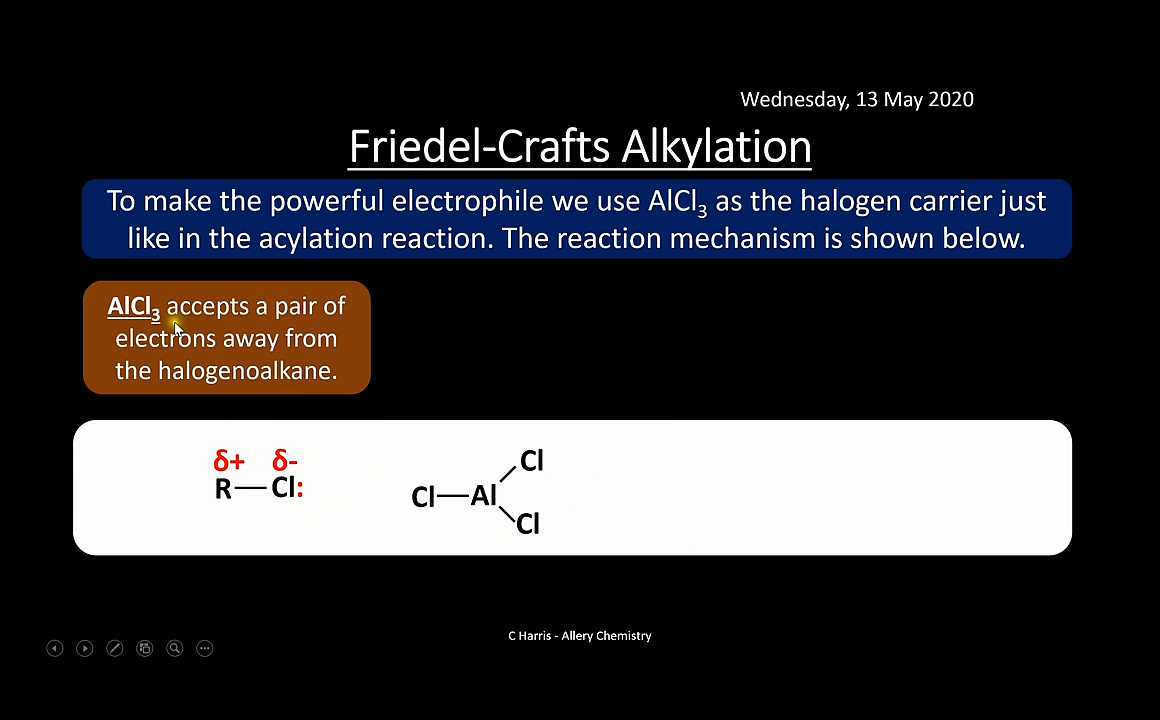 Wednesday, 13 May 2020
Friedel-Crafts Alkylation
To make the powerful electrophile we use AlCl₃ as the halogen carrier just
like in the acylation reaction. The reaction mechanism is shown below.
AlCl₃ accepts a pair of
electrons away from
the halogenoalkane.
δ+ δ-
R—Cl:
Cl
Cl—Al
Cl
C Harris - Allery Chemistry